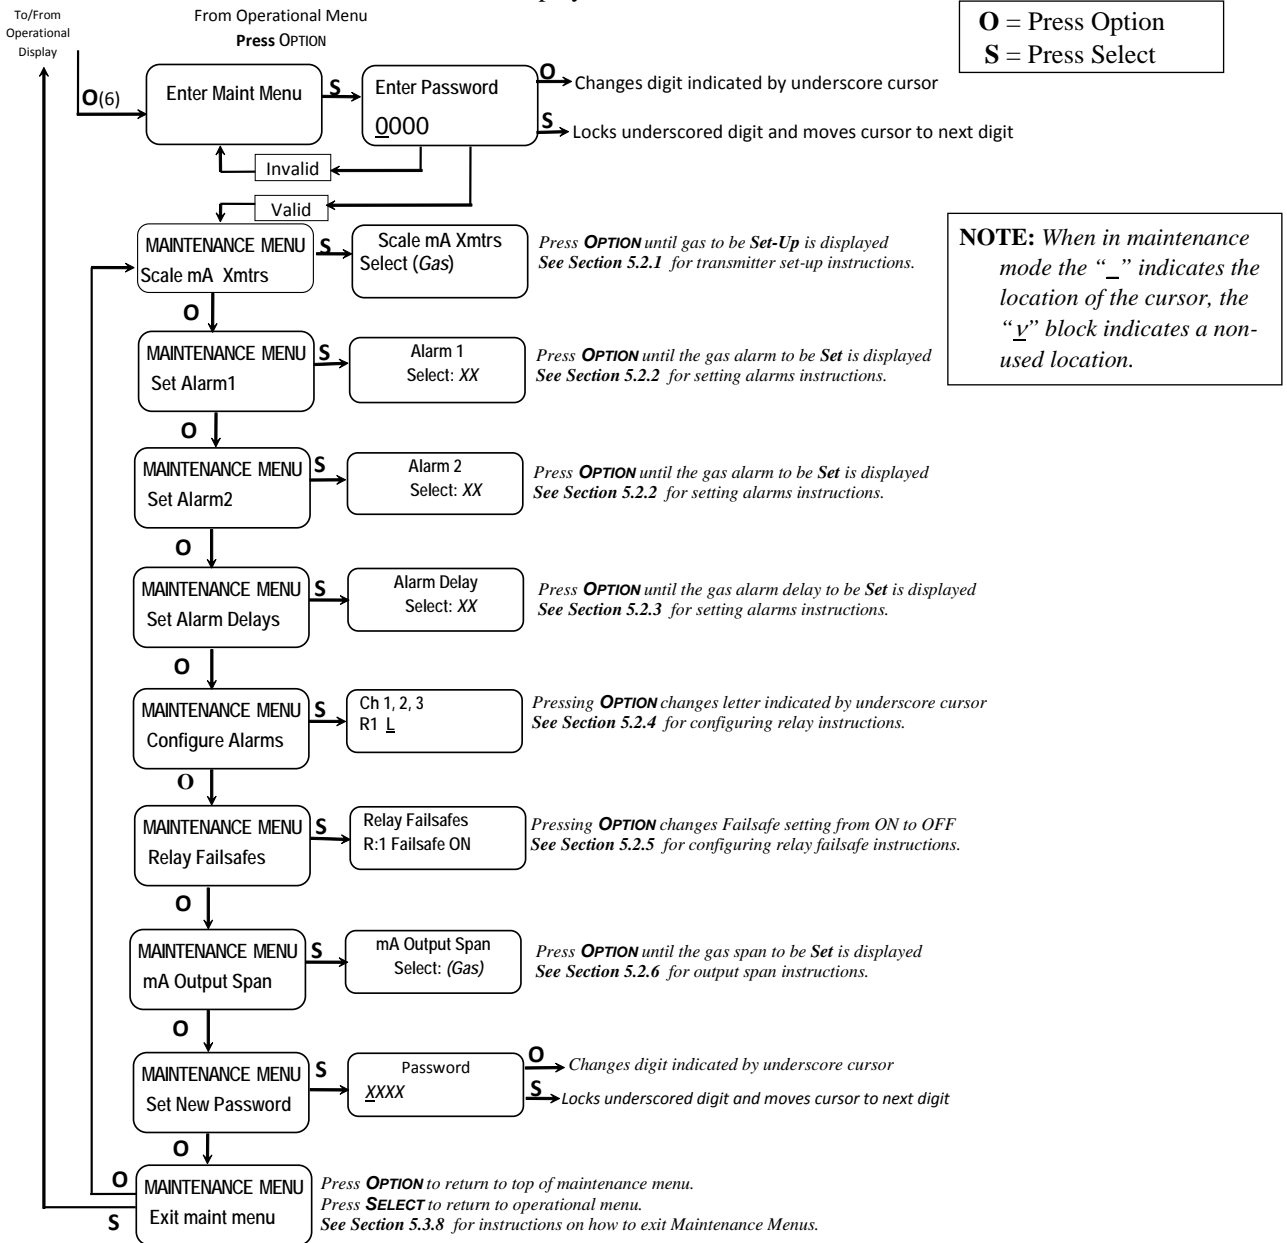 To/From
Operational
Display
From Operational Menu
Press OPTION
O = Press Option
S = Press Select
O(6)
Enter Maint Menu
S
Enter Password
0000
O
Changes digit indicated by underscore cursor
S
Locks underscored digit and moves cursor to next digit
Invalid
Valid
MAINTENANCE MENU
Scale mA Xmtrs
S
Scale mA Xmtrs
Select (Gas)
Press OPTION until gas to be Set-Up is displayed
See Section 5.2.1 for transmitter set-up instructions.
NOTE: When in maintenance
mode the “_” indicates the
location of the cursor, the
“v” block indicates a non-
used location.
O
MAINTENANCE MENU
Set Alarm1
S
Alarm 1
Select: XX
Press OPTION until the gas alarm to be Set is displayed
See Section 5.2.2 for setting alarms instructions.
O
MAINTENANCE MENU
Set Alarm2
S
Alarm 2
Select: XX
Press OPTION until the gas alarm to be Set is displayed
See Section 5.2.2 for setting alarms instructions.
O
MAINTENANCE MENU
Set Alarm Delays
S
Alarm Delay
Select: XX
Press OPTION until the gas alarm delay to be Set is displayed
See Section 5.2.3 for setting alarms instructions.
O
MAINTENANCE MENU
Configure Alarms
S
Ch 1, 2, 3
R1 L
Pressing OPTION changes letter indicated by underscore cursor
See Section 5.2.4 for configuring relay instructions.
O
MAINTENANCE MENU
Relay Failsafes
S
Relay Failsafes
R:1 Failsafe ON
Pressing OPTION changes Failsafe setting from ON to OFF
See Section 5.2.5 for configuring relay failsafe instructions.
O
MAINTENANCE MENU
mA Output Span
S
mA Output Span
Select: (Gas)
Press OPTION until the gas span to be Set is displayed
See Section 5.2.6 for output span instructions.
O
MAINTENANCE MENU
Set New Password
S
Password
XXXX
O
Changes digit indicated by underscore cursor
S
Locks underscored digit and moves cursor to next digit
O
O
S
MAINTENANCE MENU
Exit maint menu
Press OPTION to return to top of maintenance menu.
Press SELECT to return to operational menu.
See Section 5.3.8 for instructions on how to exit Maintenance Menus.